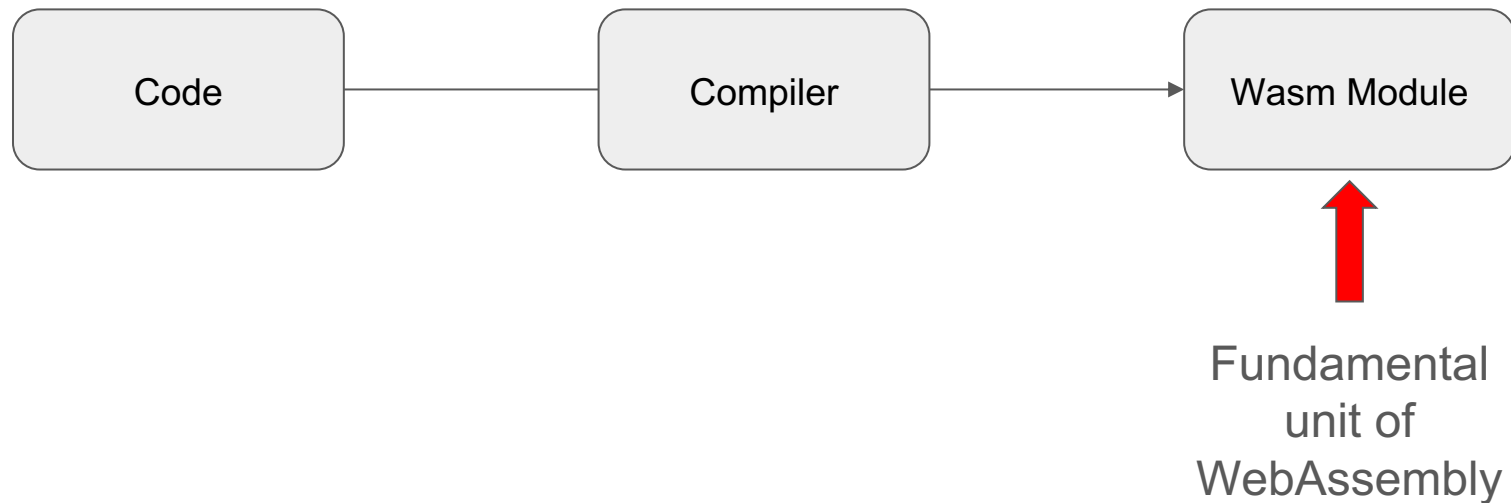 Code
Compiler
Wasm Module
Fundamental
unit of
WebAssembly